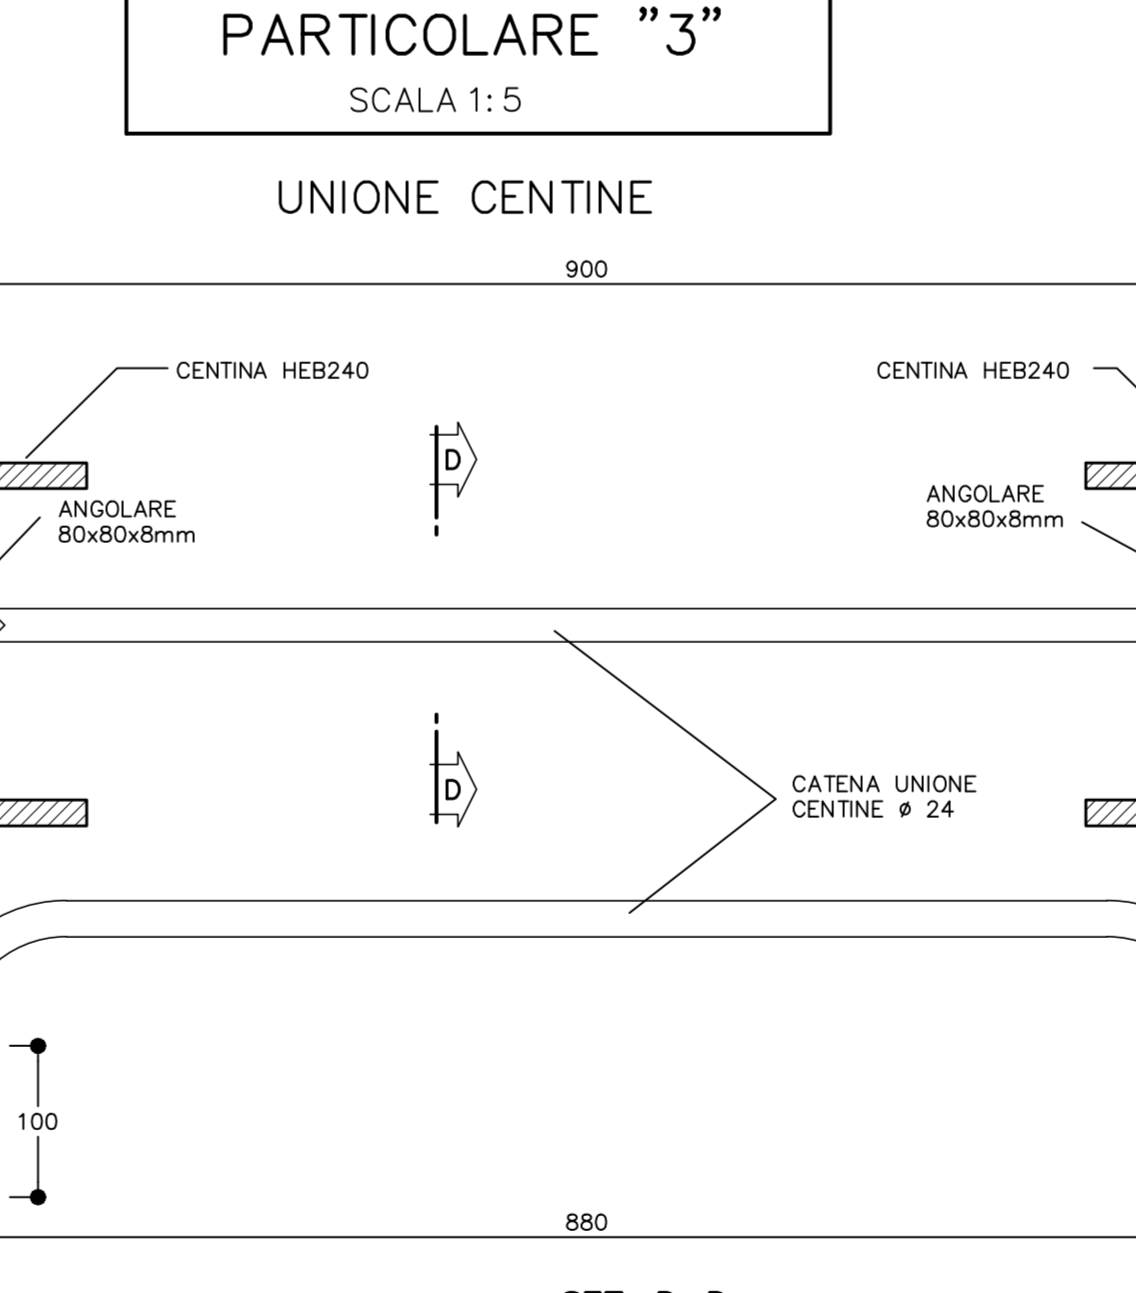 PARTICOLARE "3"
SCALA 1:5
UNIONE CENTINE
900
CENTINA HEB240
CENTINA HEB240
D
ANGOLARE
80x80x8mm
ANGOLARE
80x80x8mm
D
CATENA UNIONE
CENTINE ø 24
100
880